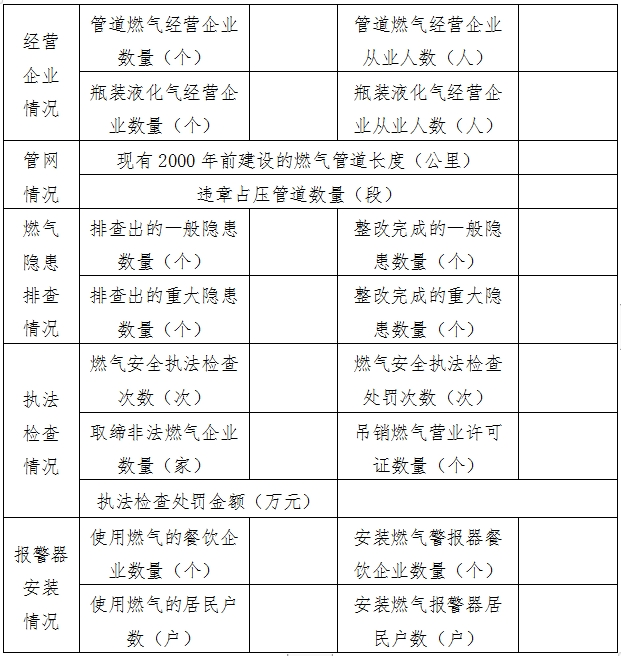 经营
企业
情况
管道燃气经营企业
数量（个）
管道燃气经营企业
从业人数（人）
瓶装液化气经营企
业数量（个）
瓶装液化气经营企
业从业人数（人）
管网
情况
现有 2000 年前建设的燃气管道长度（公里）
违章占压管道数量（段）
燃气
隐患
排查
情况
排查出的一般隐患
数量（个）
整改完成的一般隐
患数量（个）
排查出的重大隐患
数量（个）
整改完成的重大隐
患数量（个）
执法
检查
情况
燃气安全执法检查
次数（次）
燃气安全执法检查
处罚次数（次）
取缔非法燃气企业
数量（家）
吊销燃气营业许可
证数量（个）
执法检查处罚金额（万元）
报警器
安装
情况
使用燃气的餐饮企
业数量（个）
安装燃气警报器餐
饮企业数量（个）
使用燃气的居民户
数（户）
安装燃气报警器居
民户数（户）